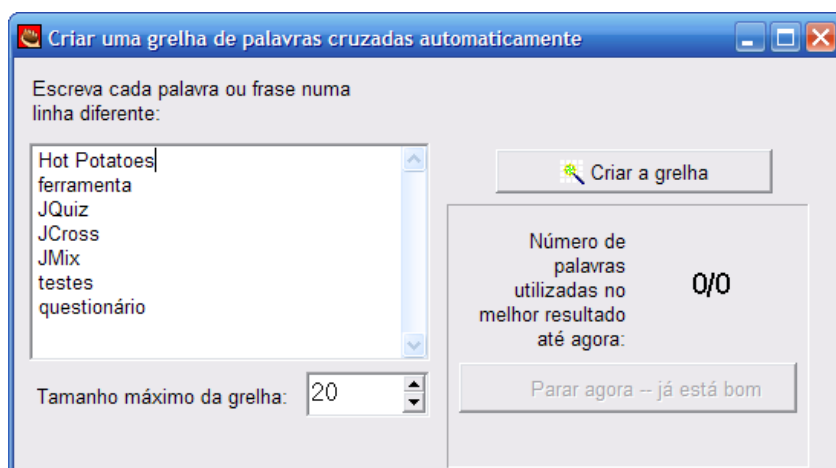 Criar uma grelha de palavras cruzadas automaticamente
Escreva cada palavra ou frase numa
linha diferente:
Hot Potatoes
ferramenta
JQuiz
JCross
JMix
testes
questionário
Tamanho máximo da grelha:
20
Criar a grelha
Número de
palavras
utilizadas no
melhor resultado
até agora:
0/0
Parar agora -- já está bom